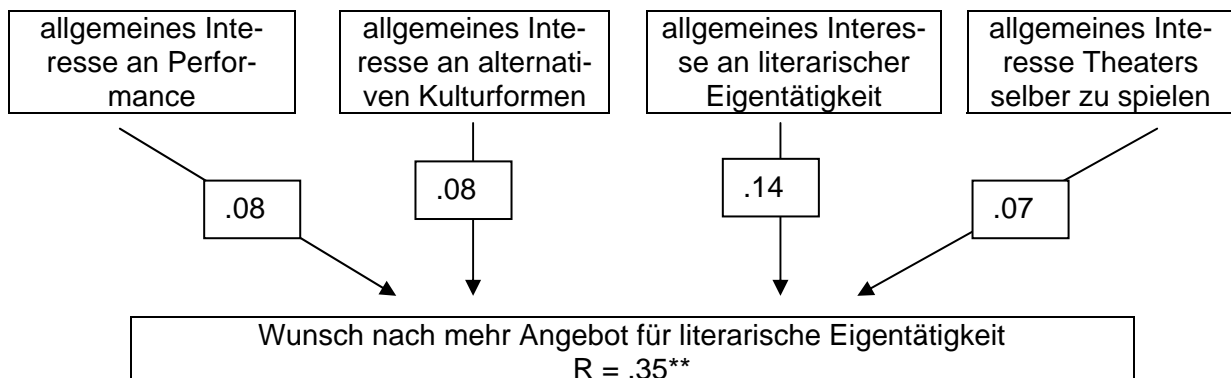 allgemeines Inte-
resse an Perfor-
mance
allgemeines Inte-
resse an alternati-
ven Kulturformen
allgemeines Interes-
se an literarischer
Eigentätigkeit
allgemeines Inte-
resse Theaters
selber zu spielen
.08
.08
.14
.07
Wunsch nach mehr Angebot für literarische Eigentätigkeit
R = .35**